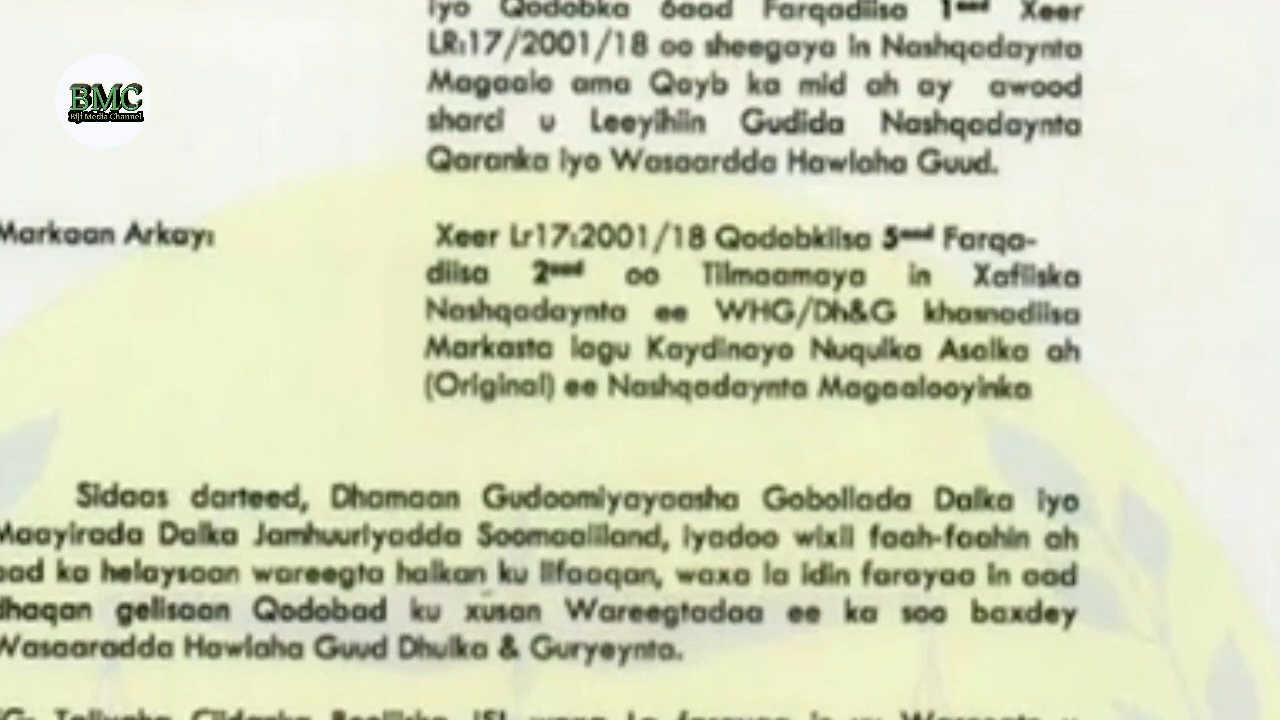 iyo Qodobka 6aad Farqadiisa 1aad Xeer
BMC
Biji Media Channel
LR:17/2001/18 oo sheegaya in Nashqadaynta
Magaalo ama Qayb ka mid ah ay awood
sharci u Leeyihiin Gudida Nashqadaynta
Qaranka iyo Wasaardda Hawlaha Guud.
Markaan Arkay:
Xeer Lr17:2001/18 Qodobkiisa 5aad Farqa-
diisa 2aad oo Tilmaamaya in Xafiiska
Nashqadaynta ee WHG/Dh&G khasnadiisa
Markasta lagu Kaydinayo Nuqulka Asalka ah
(Original) ee Nashqadaynta Magaalooyinka
Sidaas darteed, Dhamaan Gudoomiyayaasha Gobollada Dalka iyo
Maayirada Dalka Jamhuuriyadda Soomaaliland, iyadoo wixii faah-faahin ah
aad ka helaysaan wareegta halkan ku lifaaqan, waxa la idin farayaa in aad
dhaqan gelisaan Qodobad ku xusan Wareegtadaa ee ka soo baxdey
Wasaaradda Hawlaha Guud Dhulka & Guryeynta.